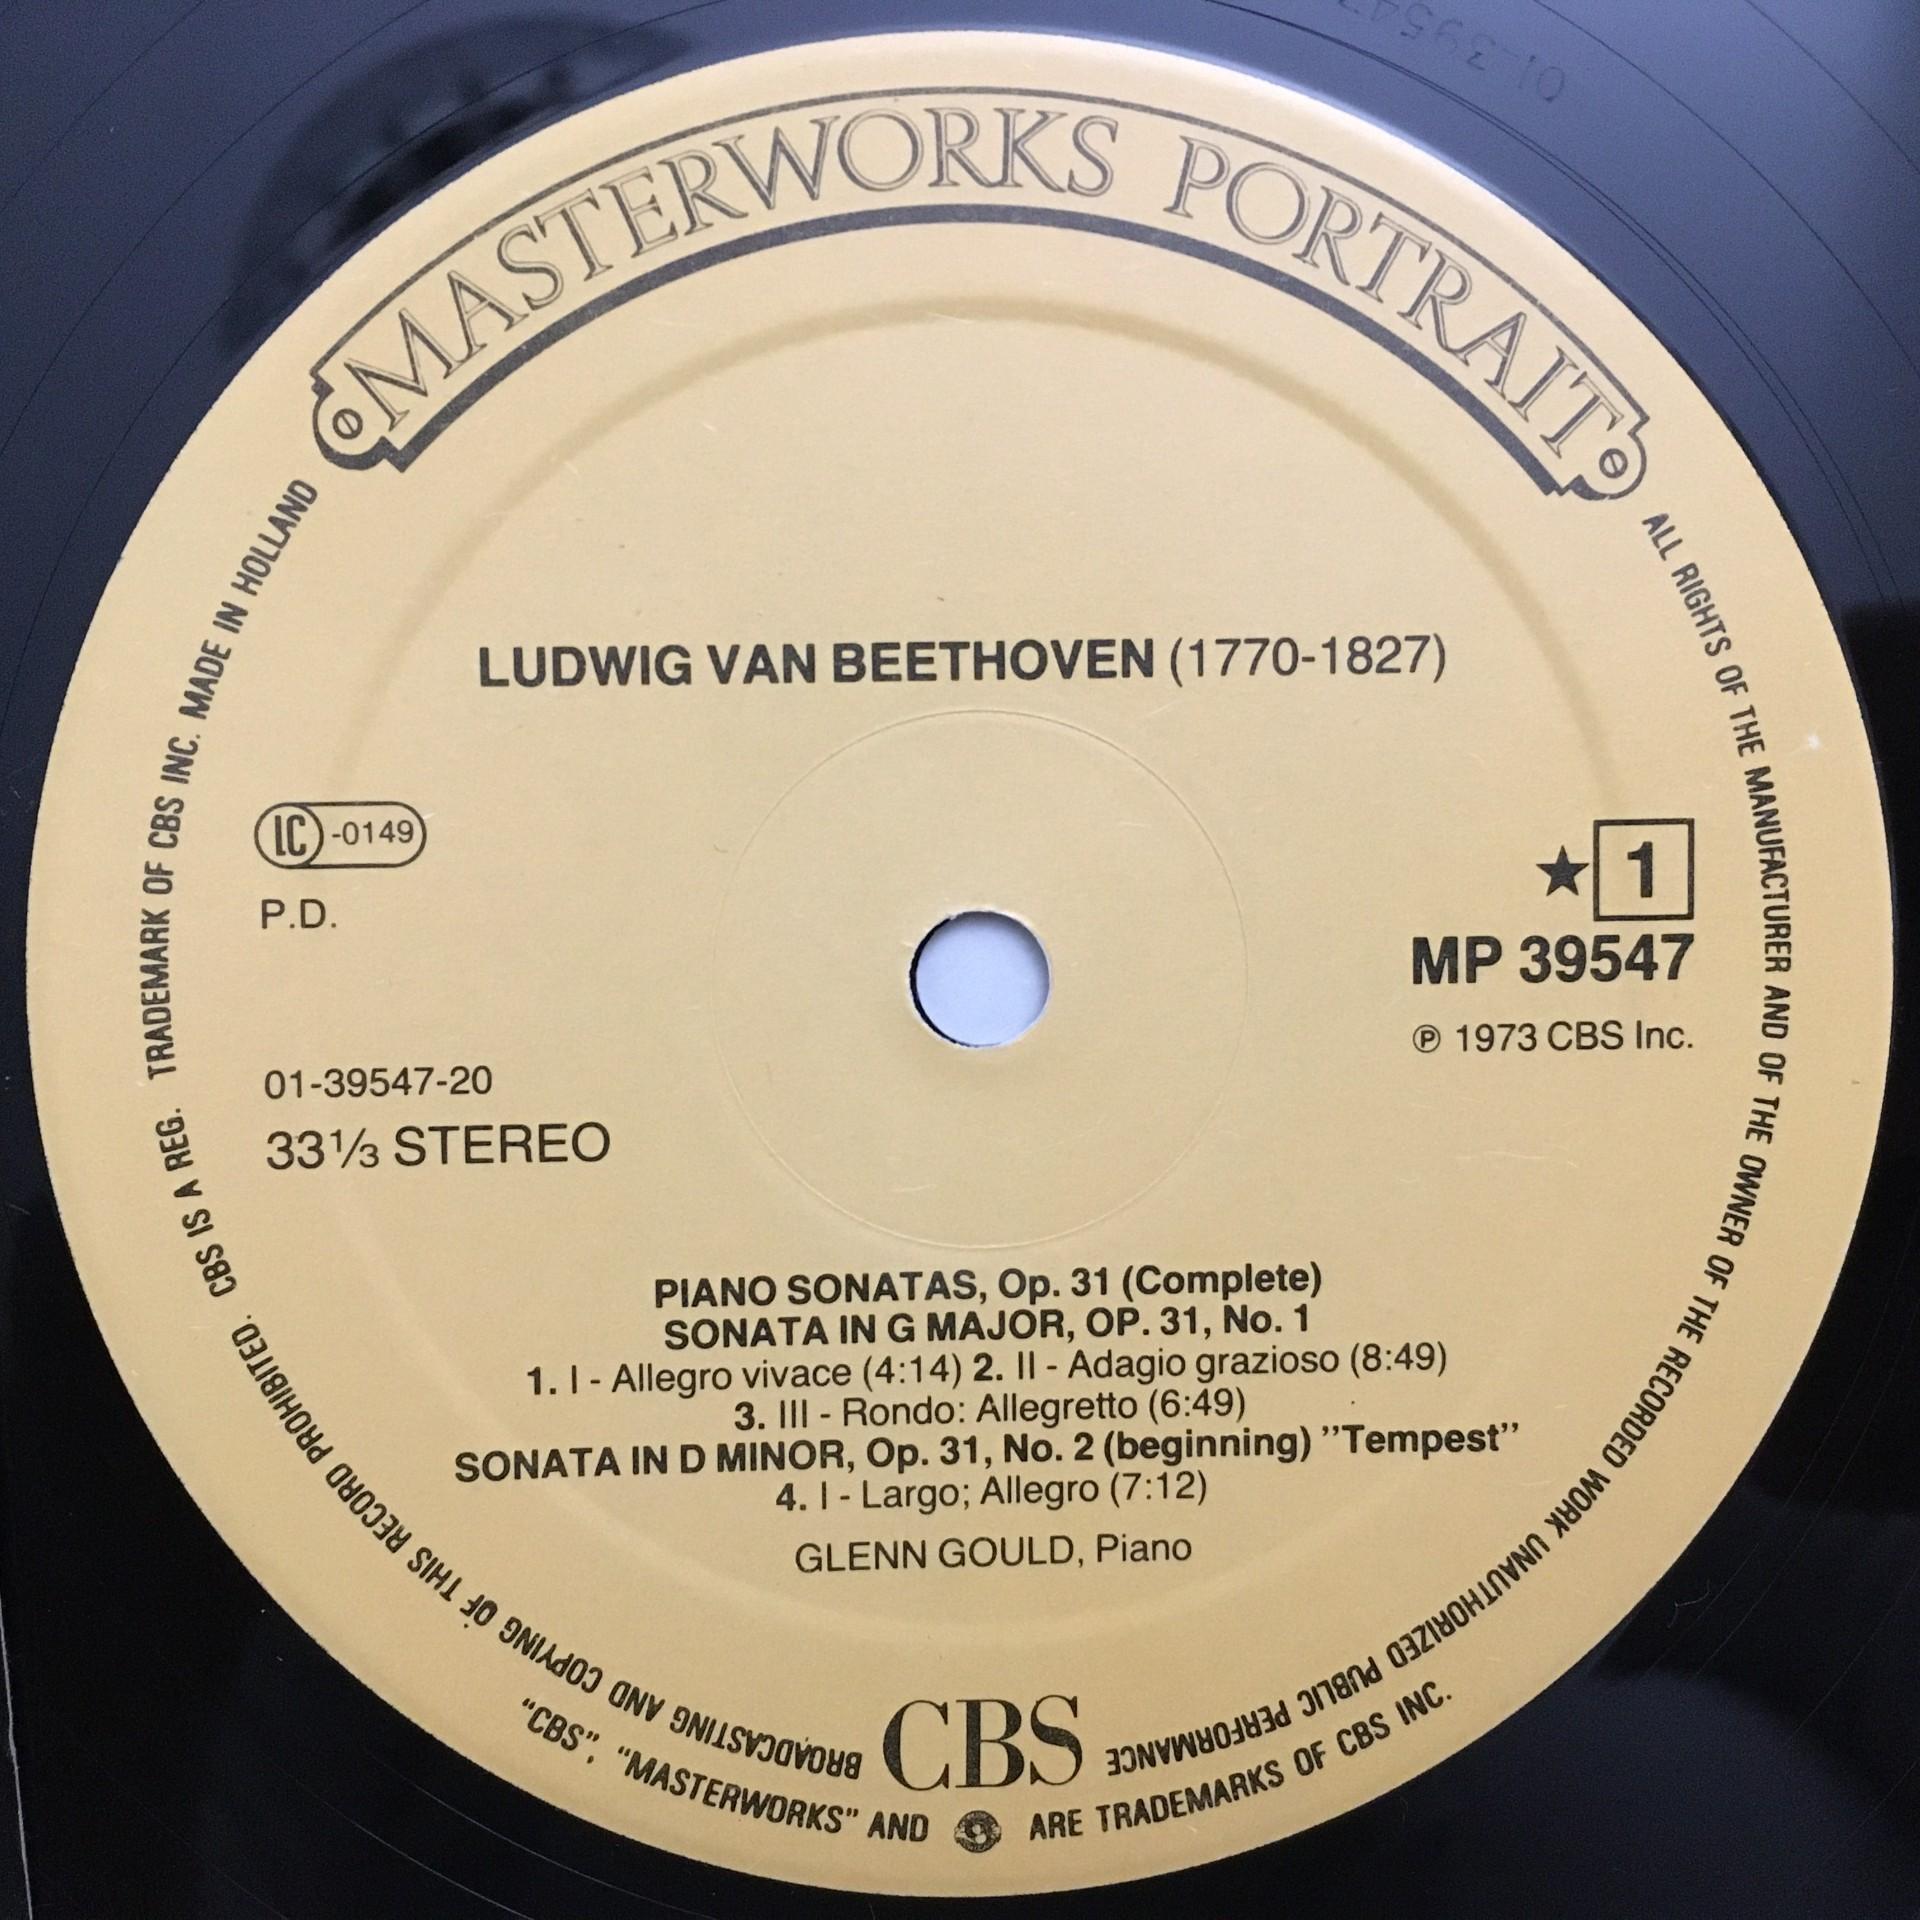 MASTERWORKS PORTRAIT
LUDWIG VAN BEETHOVEN (1770-1827)
LC -0149
P.D.
★ 1
MP 39547
℗ 1973 CBS Inc.
01-39547-20
33⅓ STEREO
PIANO SONATAS, Op. 31 (Complete)
SONATA IN G MAJOR, OP. 31, No. 1
1. I - Allegro vivace (4:14) 2. II - Adagio grazioso (8:49)
3. III - Rondo: Allegretto (6:49)
SONATA IN D MINOR, Op. 31, No. 2 (beginning) ”Tempest”
4. I - Largo; Allegro (7:12)
GLENN GOULD, Piano
ALL RIGHTS OF THE MANUFACTURER AND OF THE OWNER OF THE RECORDED WORK UNAUTHORIZED PUBLIC PERFORMANCE BROADCASTING AND COPYING OF THIS RECORD PROHIBITED. CBS IS A REG. TRADEMARK OF CBS INC. MADE IN HOLLAND
CBS
“CBS”, “MASTERWORKS” AND ARE TRADEMARKS OF CBS INC.
01-39547